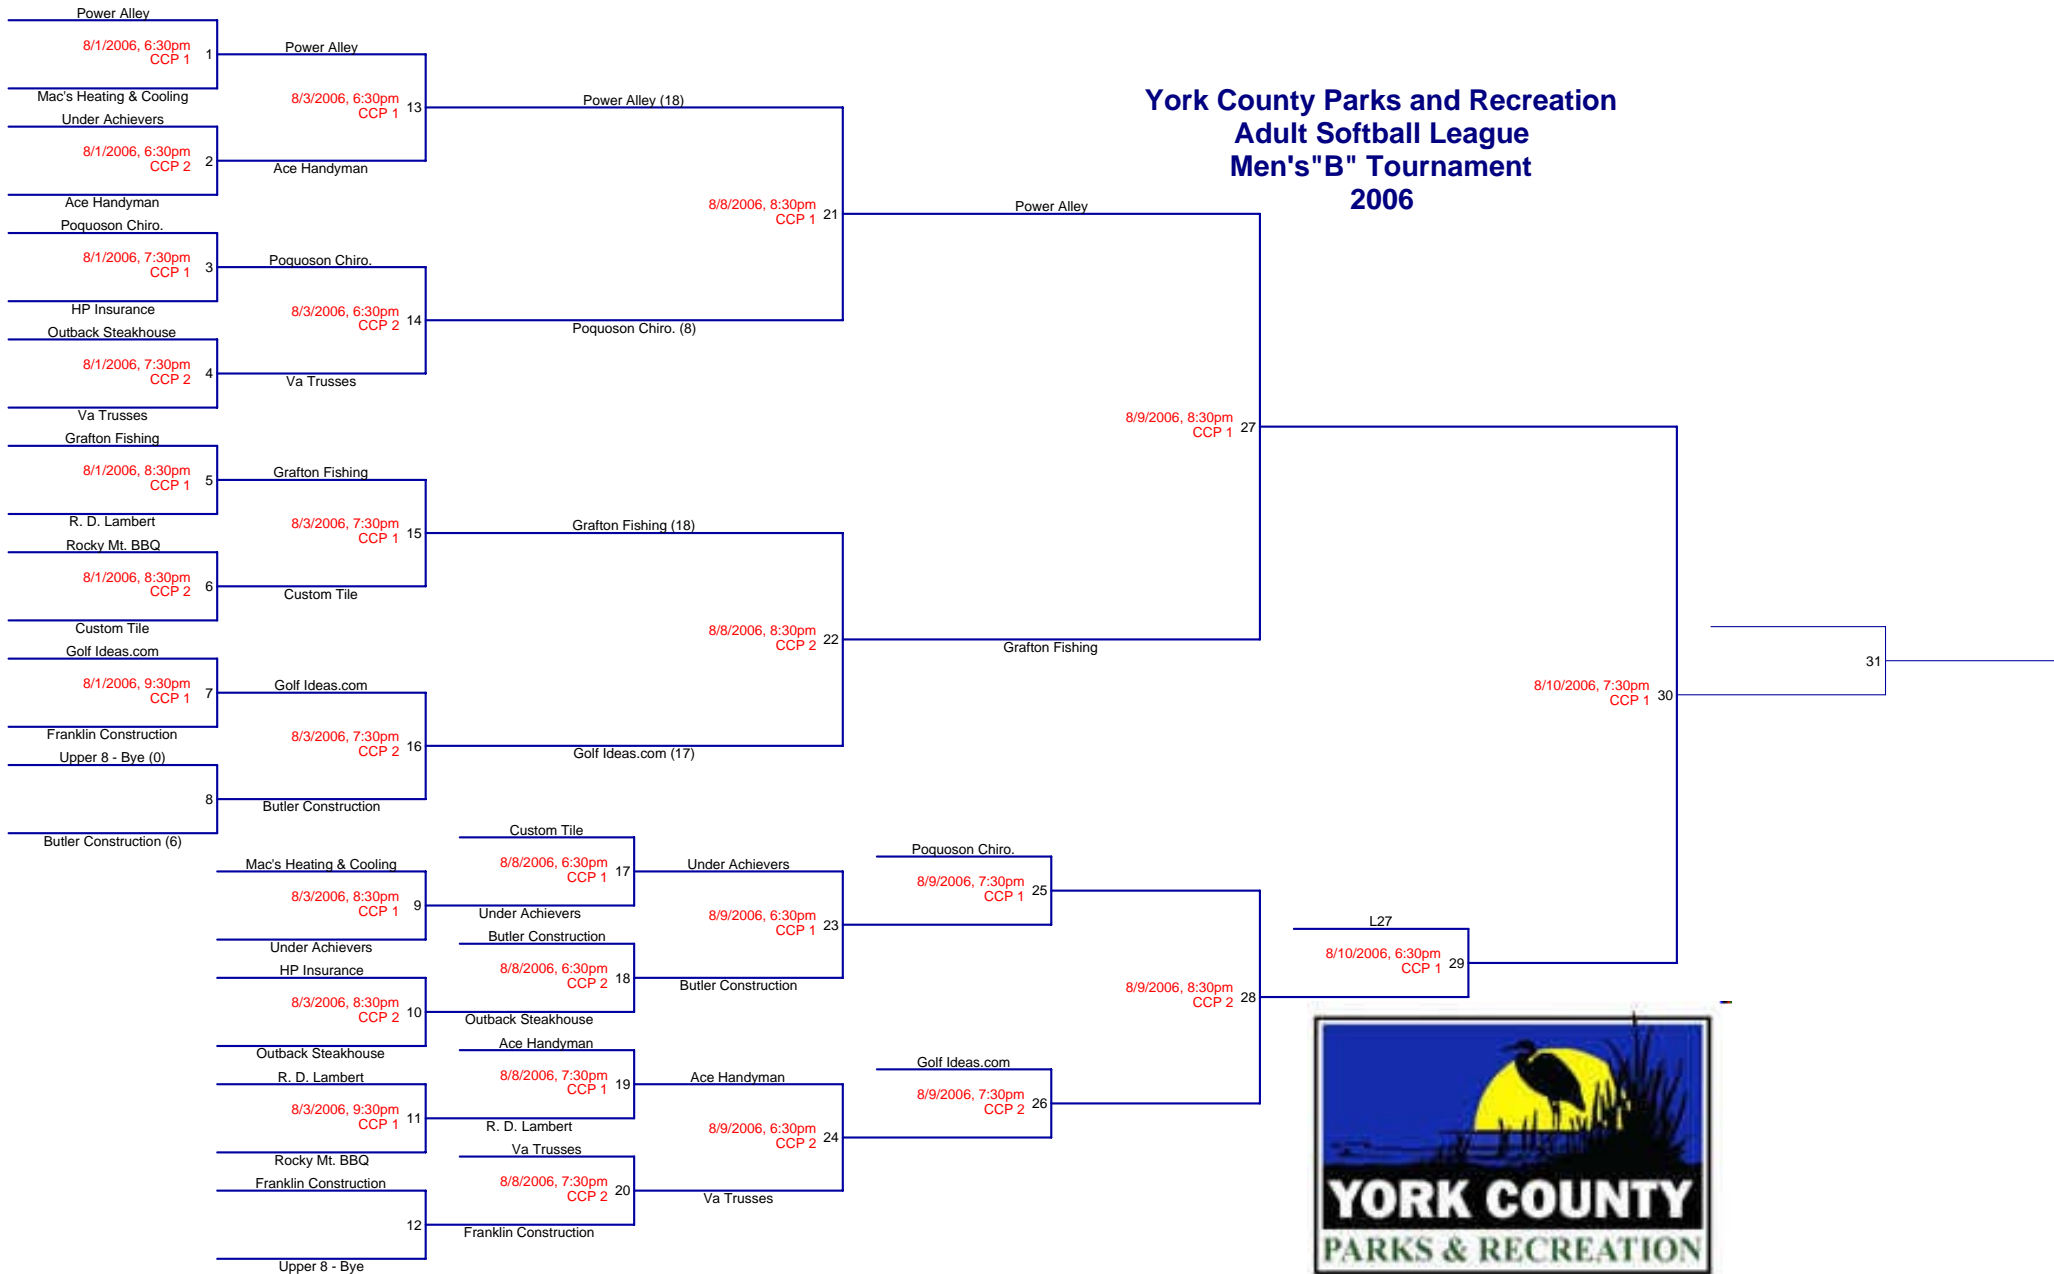 York County Parks and Recreation
Adult Softball League
Men's"B" Tournament
2006
Power Alley
8/1/2006, 6:30pm
CCP 1
1
Mac's Heating & Cooling
Under Achievers
8/1/2006, 6:30pm
CCP 2
2
Ace Handyman
Poquoson Chiro.
8/1/2006, 7:30pm
CCP 1
3
HP Insurance
Outback Steakhouse
8/1/2006, 7:30pm
CCP 2
4
Va Trusses
Grafton Fishing
8/1/2006, 8:30pm
CCP 1
5
R. D. Lambert
Rocky Mt. BBQ
8/1/2006, 8:30pm
CCP 2
6
Custom Tile
Golf Ideas.com
8/1/2006, 9:30pm
CCP 1
7
Franklin Construction
Upper 8 - Bye (0)
8
Butler Construction (6)
Power Alley
8/3/2006, 6:30pm
CCP 1
13
Ace Handyman
Poquoson Chiro.
8/3/2006, 6:30pm
CCP 2
14
Va Trusses
Grafton Fishing
8/3/2006, 7:30pm
CCP 1
15
Custom Tile
Golf Ideas.com
8/3/2006, 7:30pm
CCP 2
16
Butler Construction
Mac's Heating & Cooling
8/3/2006, 8:30pm
CCP 1
9
Under Achievers
HP Insurance
8/3/2006, 8:30pm
CCP 2
10
Outback Steakhouse
R. D. Lambert
8/3/2006, 9:30pm
CCP 1
11
Rocky Mt. BBQ
Franklin Construction
12
Upper 8 - Bye
Power Alley (18)
8/8/2006, 8:30pm
CCP 1
21
Poquoson Chiro. (8)
Grafton Fishing (18)
8/8/2006, 8:30pm
CCP 2
22
Golf Ideas.com (17)
Custom Tile
8/8/2006, 6:30pm
CCP 1
17
Under Achievers
Butler Construction
8/8/2006, 6:30pm
CCP 2
18
Outback Steakhouse
Ace Handyman
8/8/2006, 7:30pm
CCP 1
19
R. D. Lambert
Va Trusses
8/8/2006, 7:30pm
CCP 2
20
Franklin Construction
Under Achievers
8/9/2006, 6:30pm
CCP 1
23
Butler Construction
Ace Handyman
8/9/2006, 6:30pm
CCP 2
24
Va Trusses
Power Alley
8/9/2006, 8:30pm
CCP 1
27
Grafton Fishing
Poquoson Chiro.
8/9/2006, 7:30pm
CCP 1
25
Golf Ideas.com
8/9/2006, 7:30pm
CCP 2
26
8/9/2006, 8:30pm
CCP 2
28
L27
8/10/2006, 6:30pm
CCP 1
29
8/10/2006, 7:30pm
CCP 1
30
31
YORK COUNTY
PARKS & RECREATION